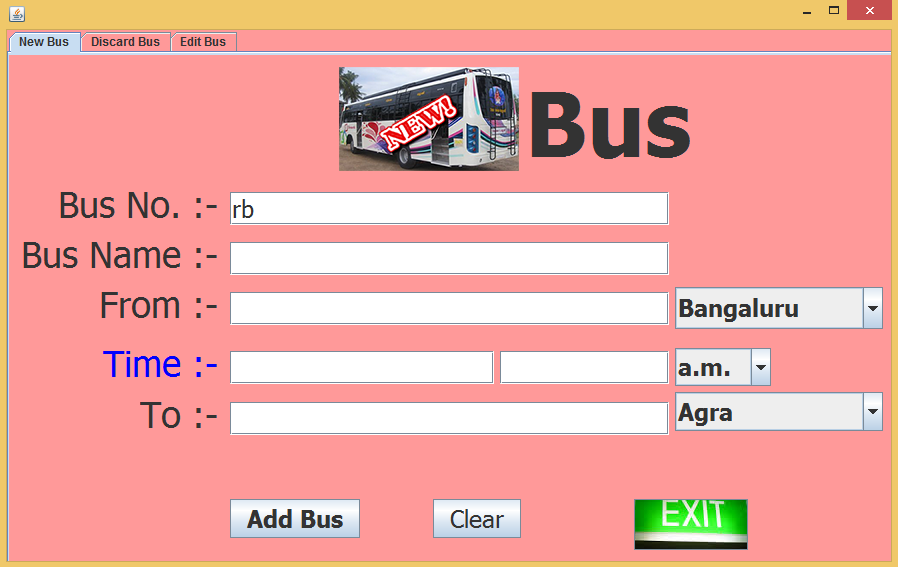 New Bus Discard Bus Edit Bus
NEW!
Bus
Bus No. :- rb
Bus Name :-
From :- Bangaluru
Time :- a.m.
To :- Agra
Add Bus Clear EXIT